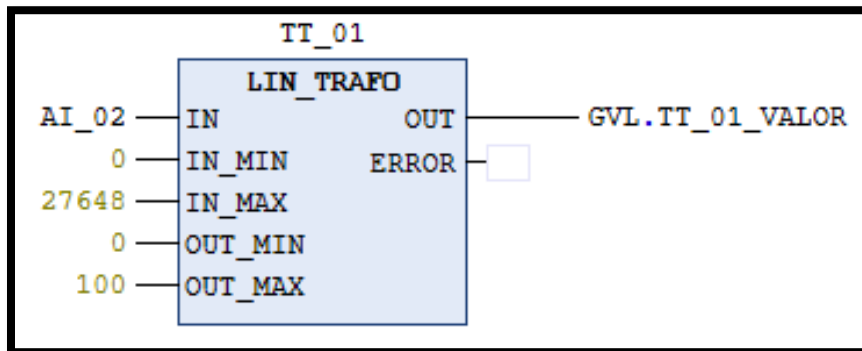 TT_01
LIN_TRAFO
AI_02 IN OUT GVL.TT_01_VALOR
0 IN_MIN ERROR
27648 IN_MAX
0 OUT_MIN
100 OUT_MAX